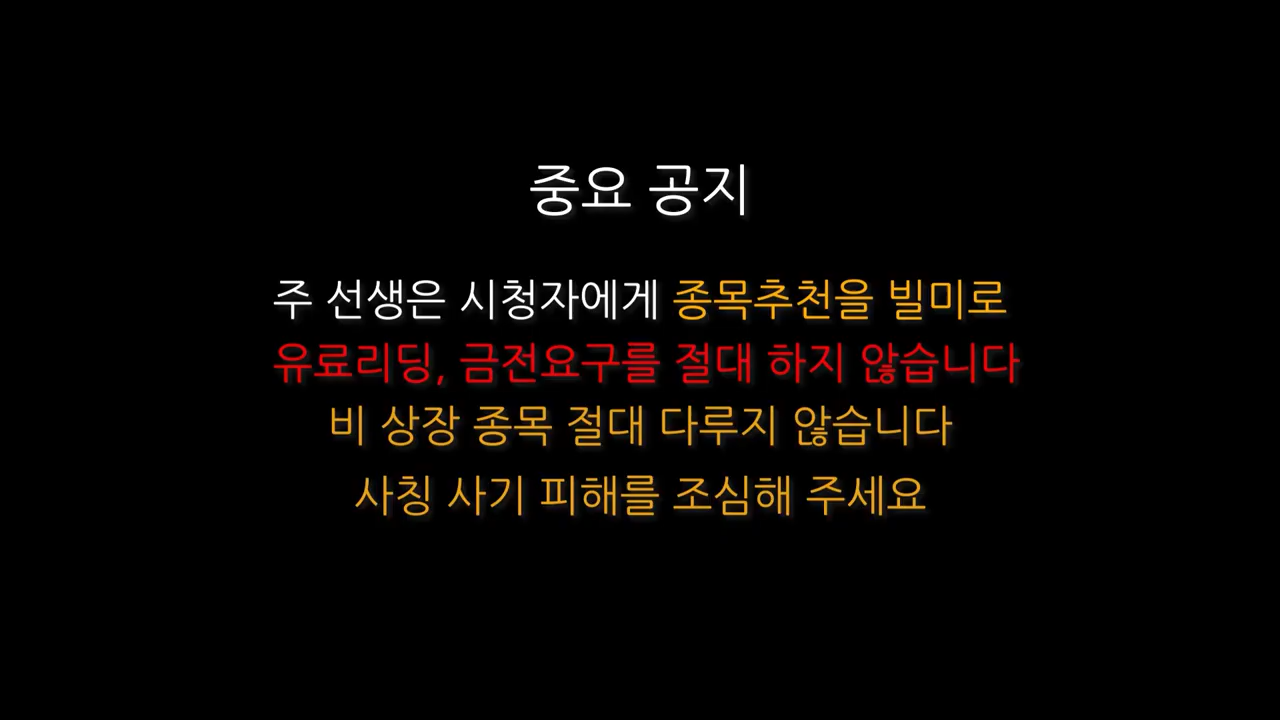 중요 공지
주 선생은 시청자에게 종목추천을 빌미로
유료리딩, 금전요구를 절대 하지 않습니다
비 상장 종목 절대 다루지 않습니다
사칭 사기 피해를 조심해 주세요